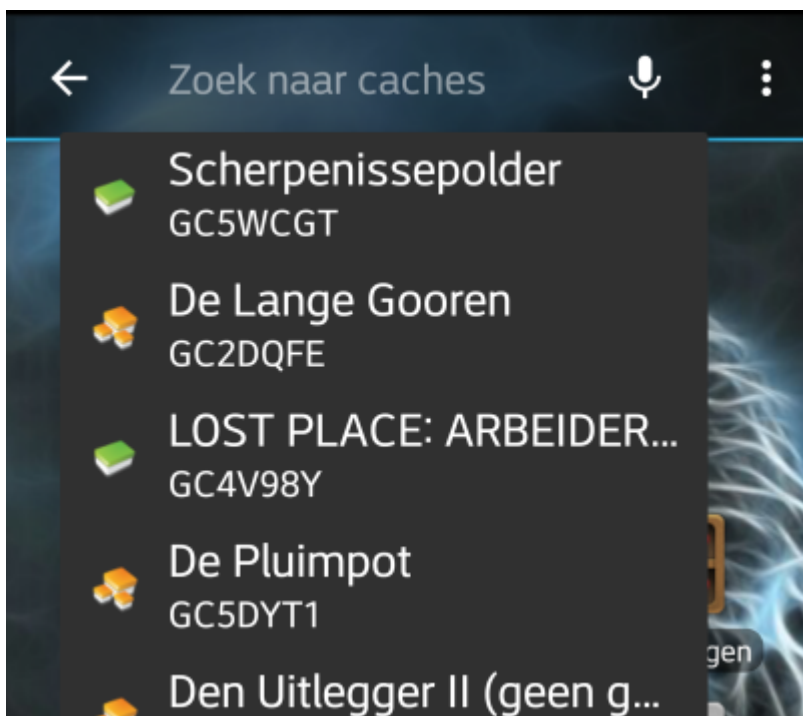 Zoek naar caches
Scherpenissepolder
GC5WCGT
De Lange Gooren
GC2DQFE
LOST PLACE: ARBEIDER...
GC4V98Y
De Pluimpot
GC5DYT1
gen
Den Uitlegger II (geen g...